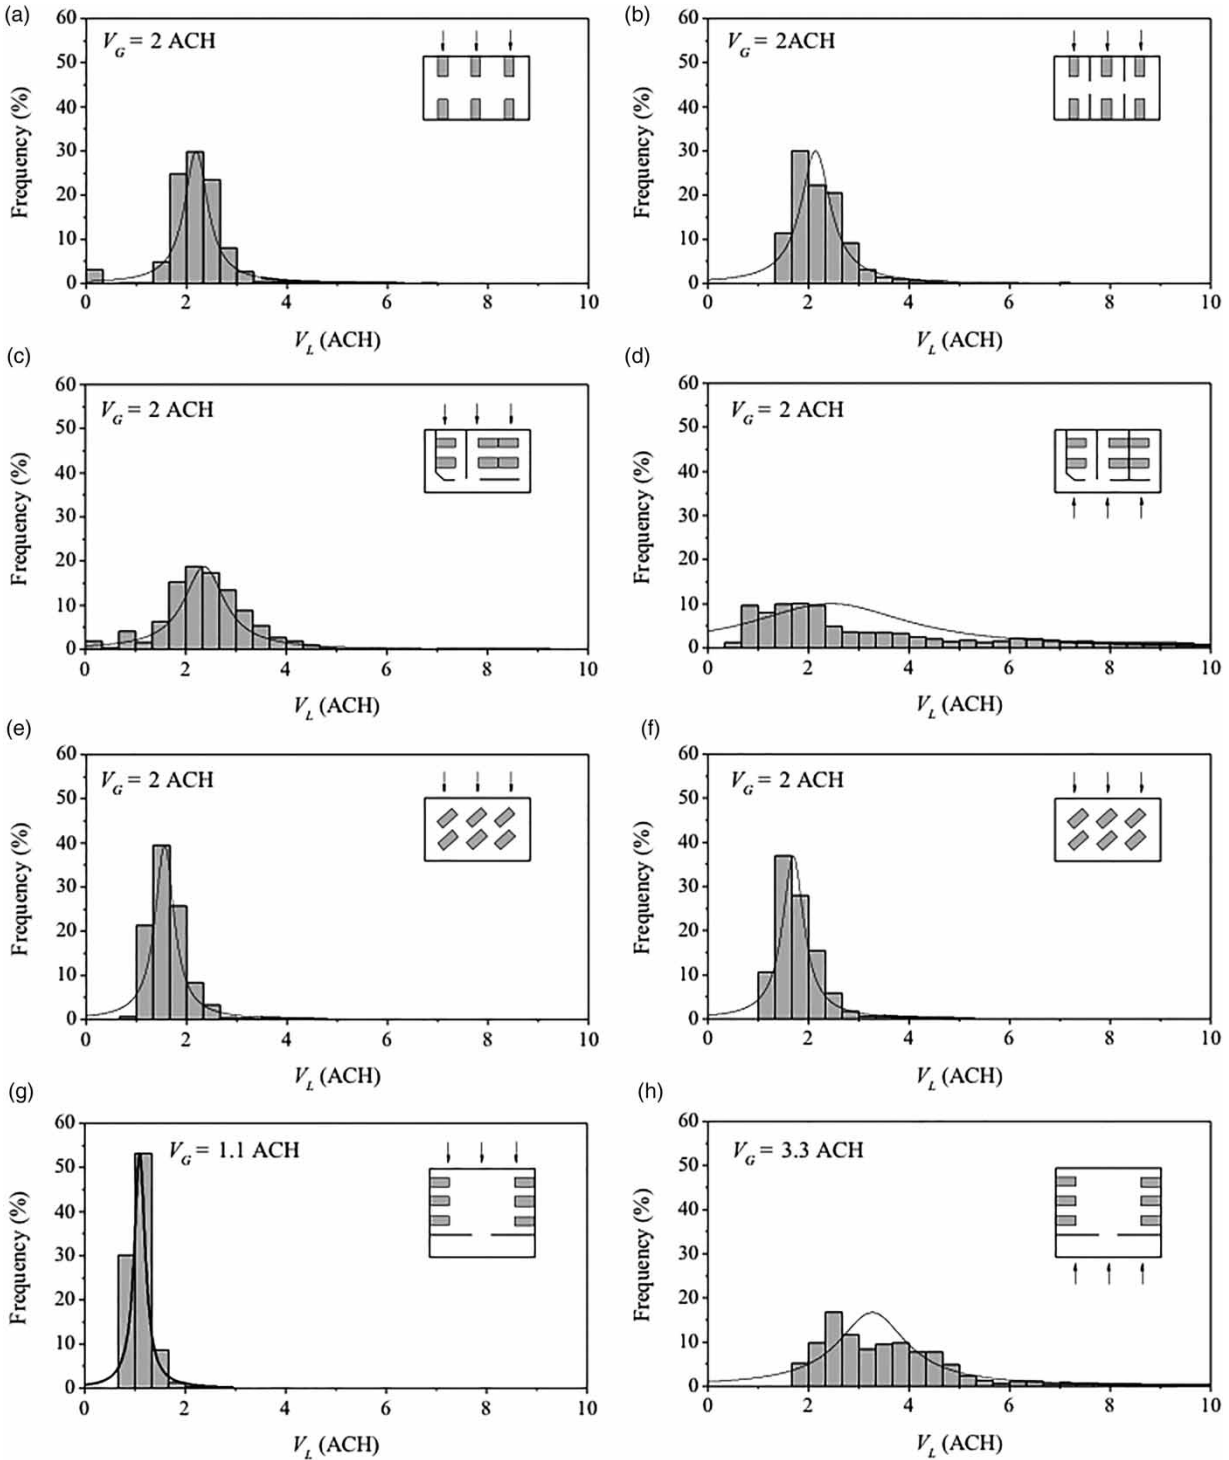 (a)
V_G = 2 ACH
Frequency (%)
60
50
40
30
20
10
0
0 2 4 6 8 10
V_L (ACH)
(b)
V_G = 2ACH
Frequency (%)
60
50
40
30
20
10
0
0 2 4 6 8 10
V_L (ACH)
(c)
V_G = 2 ACH
Frequency (%)
60
50
40
30
20
10
0
0 2 4 6 8 10
V_L (ACH)
(d)
V_G = 2 ACH
Frequency (%)
60
50
40
30
20
10
0
0 2 4 6 8 10
V_L (ACH)
(e)
V_G = 2 ACH
Frequency (%)
60
50
40
30
20
10
0
0 2 4 6 8 10
V_L (ACH)
(f)
V_G = 2 ACH
Frequency (%)
60
50
40
30
20
10
0
0 2 4 6 8 10
V_L (ACH)
(g)
V_G = 1.1 ACH
Frequency (%)
60
50
40
30
20
10
0
0 2 4 6 8 10
V_L (ACH)
(h)
V_G = 3.3 ACH
Frequency (%)
60
50
40
30
20
10
0
0 2 4 6 8 10
V_L (ACH)